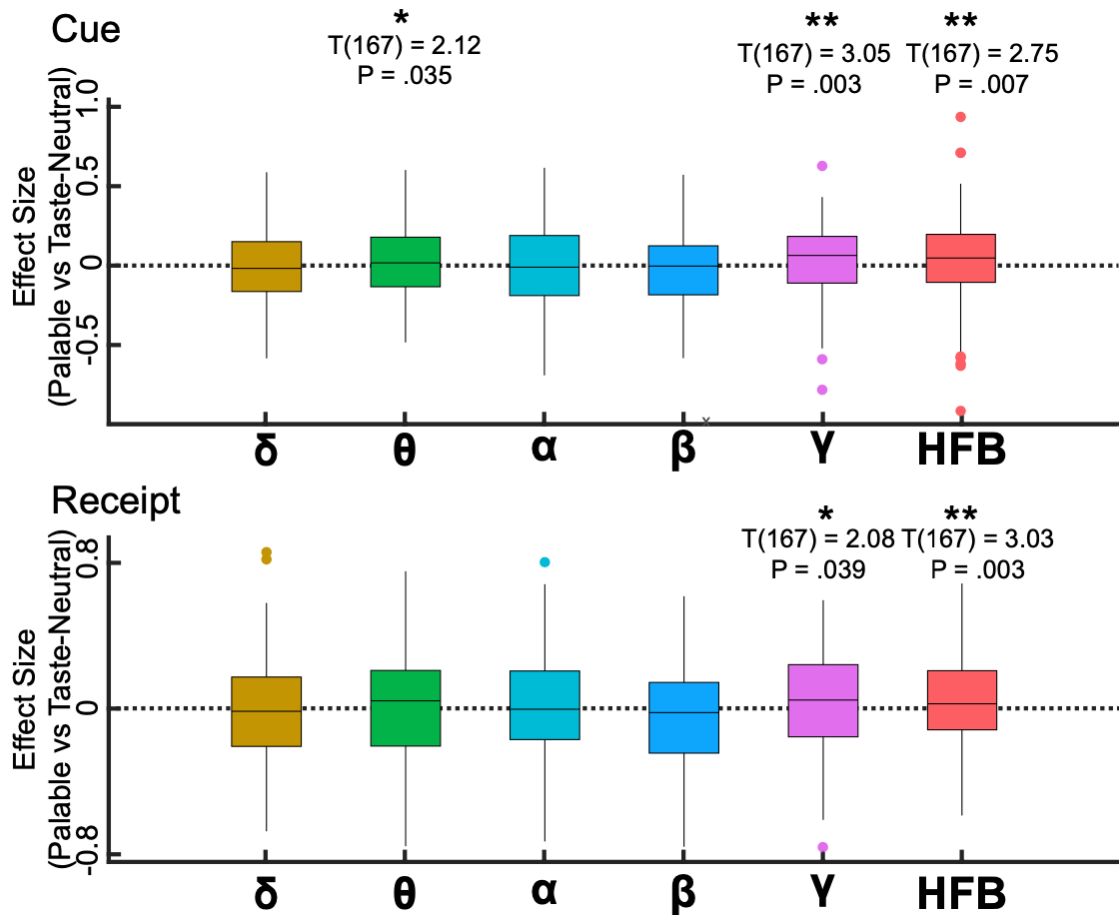 Cue
*
T(167) = 2.12
P = .035
**
T(167) = 3.05
P = .003
**
T(167) = 2.75
P = .007
Effect Size
(Palable vs Taste-Neutral)
1.0
0.5
0
-0.5
x
δ θ α β γ HFB
Receipt
*
T(167) = 2.08
P = .039
**
T(167) = 3.03
P = .003
Effect Size
(Palable vs Taste-Neutral)
0.8
0
-0.8
δ θ α β γ HFB